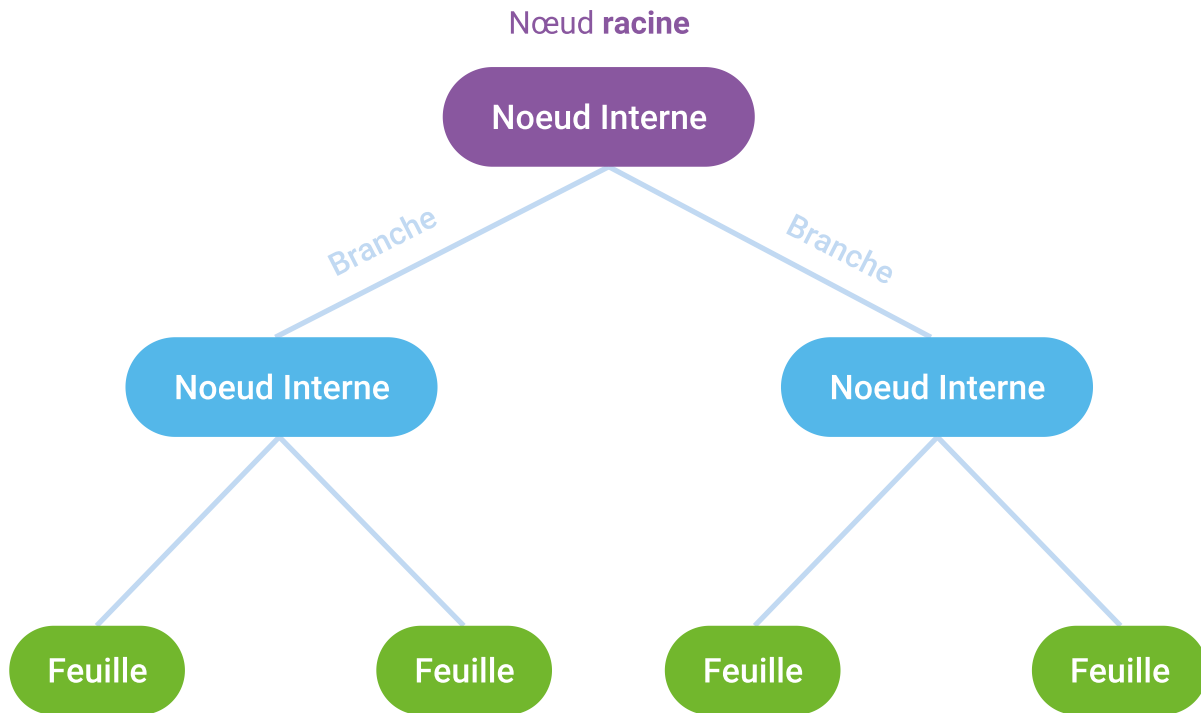 Nœud racine
Noeud Interne
Branche
Branche
Noeud Interne
Noeud Interne
Feuille
Feuille
Feuille
Feuille